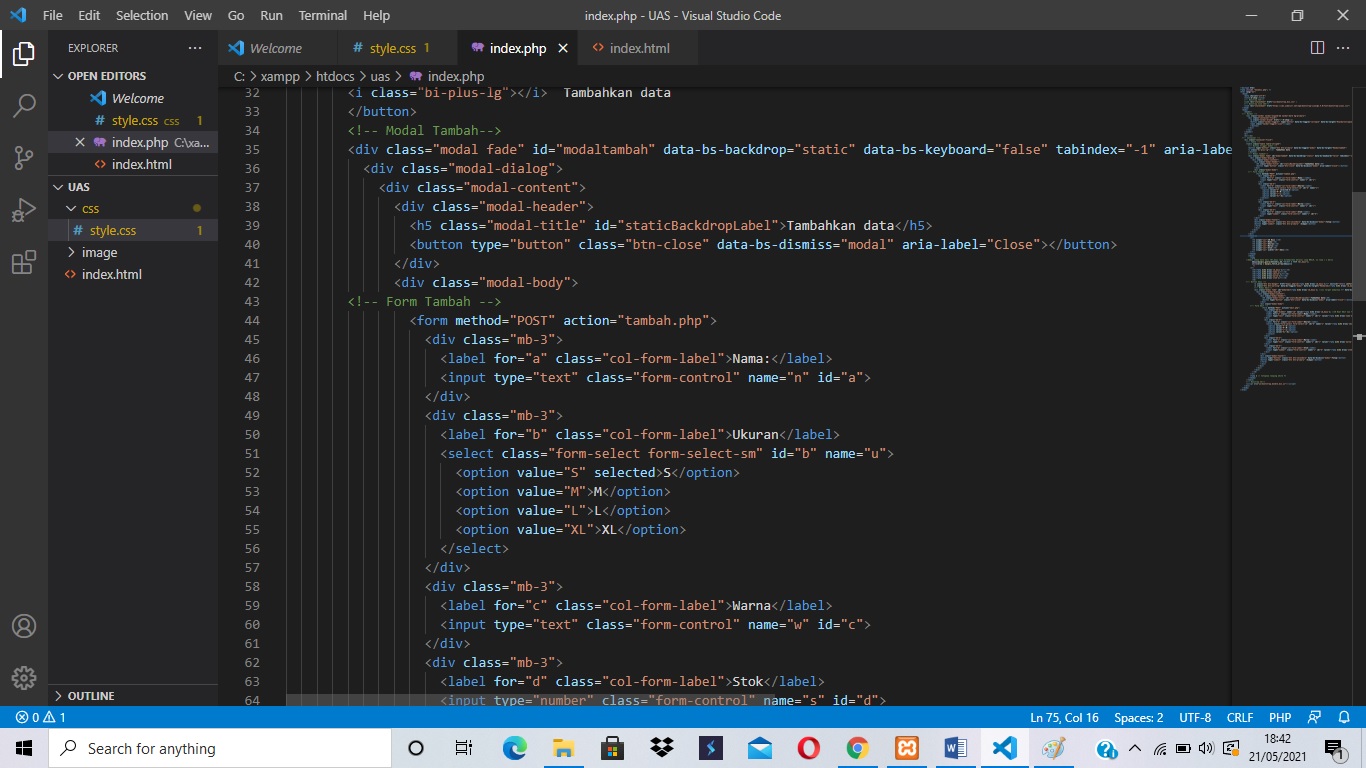 File Edit Selection View Go Run Terminal Help index.php - UAS - Visual Studio Code
EXPLORER
OPEN EDITORS
Welcome
style.css css 1
index.php C:\xa...
index.html
UAS
css
style.css 1
image
index.html
OUTLINE
Welcome style.css 1 index.php index.html
C: > xampp > htdocs > uas > index.php
32 <i class="bi-plus-lg"></i> Tambahkan data
33 </button>
34 <!-- Modal Tambah-->
35 <div class="modal fade" id="modaltambah" data-bs-backdrop="static" data-bs-keyboard="false" tabindex="-1" aria-labe
36 <div class="modal-dialog">
37 <div class="modal-content">
38 <div class="modal-header">
39 <h5 class="modal-title" id="staticBackdropLabel">Tambahkan data</h5>
40 <button type="button" class="btn-close" data-bs-dismiss="modal" aria-label="Close"></button>
41 </div>
42 <div class="modal-body">
43 <!-- Form Tambah -->
44 <form method="POST" action="tambah.php">
45 <div class="mb-3">
46 <label for="a" class="col-form-label">Nama:</label>
47 <input type="text" class="form-control" name="n" id="a">
48 </div>
49 <div class="mb-3">
50 <label for="b" class="col-form-label">Ukuran</label>
51 <select class="form-select form-select-sm" id="b" name="u">
52 <option value="S" selected>S</option>
53 <option value="M">M</option>
54 <option value="L">L</option>
55 <option value="XL">XL</option>
56 </select>
57 </div>
58 <div class="mb-3">
59 <label for="c" class="col-form-label">Warna</label>
60 <input type="text" class="form-control" name="w" id="c">
61 </div>
62 <div class="mb-3">
63 <label for="d" class="col-form-label">Stok</label>
64 <input type="number" class="form-control" name="s" id="d">
0 1 Ln 75, Col 16 Spaces: 2 UTF-8 CRLF PHP
Search for anything
18:42
21/05/2021
1